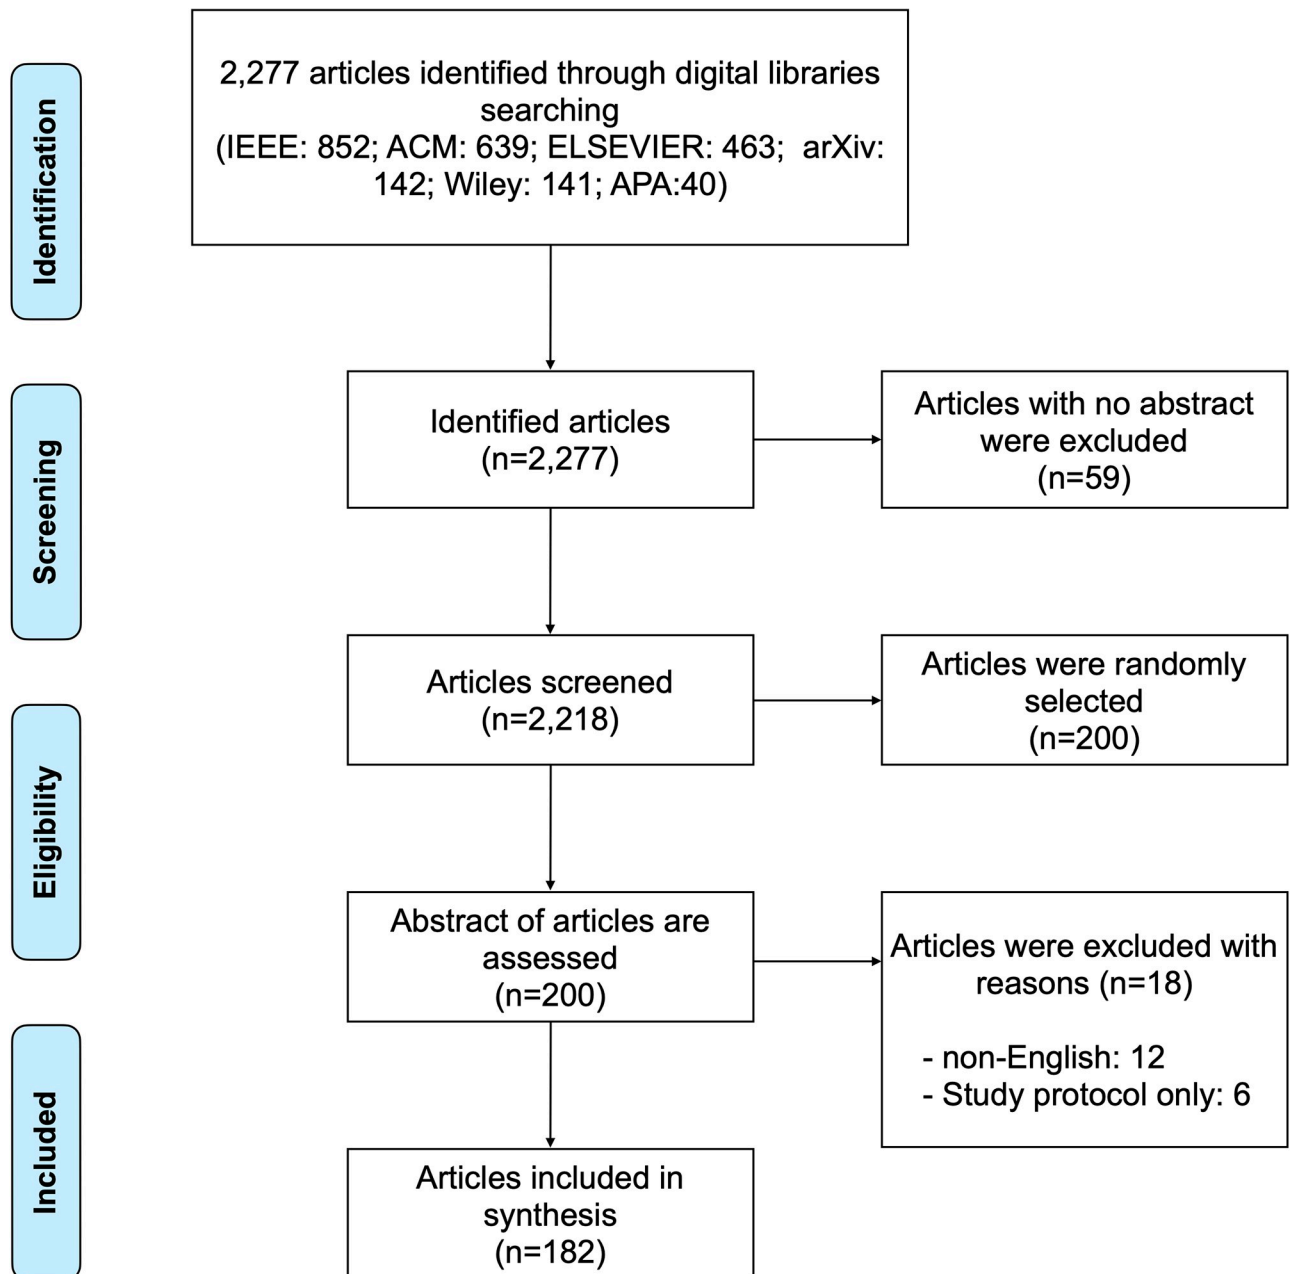 2,277 articles identified through digital libraries
searching
(IEEE: 852; ACM: 639; ELSEVIER: 463;  arXiv:
142; Wiley: 141; APA:40)
Identification
Identified articles
(n=2,277)
Articles with no abstract
were excluded
(n=59)
Screening
Articles screened
(n=2,218)
Articles were randomly
selected
(n=200)
Eligibility
Abstract of articles are
assessed
(n=200)
Articles were excluded with
reasons (n=18)
- non-English: 12
- Study protocol only: 6
Included
Articles included in
synthesis
(n=182)